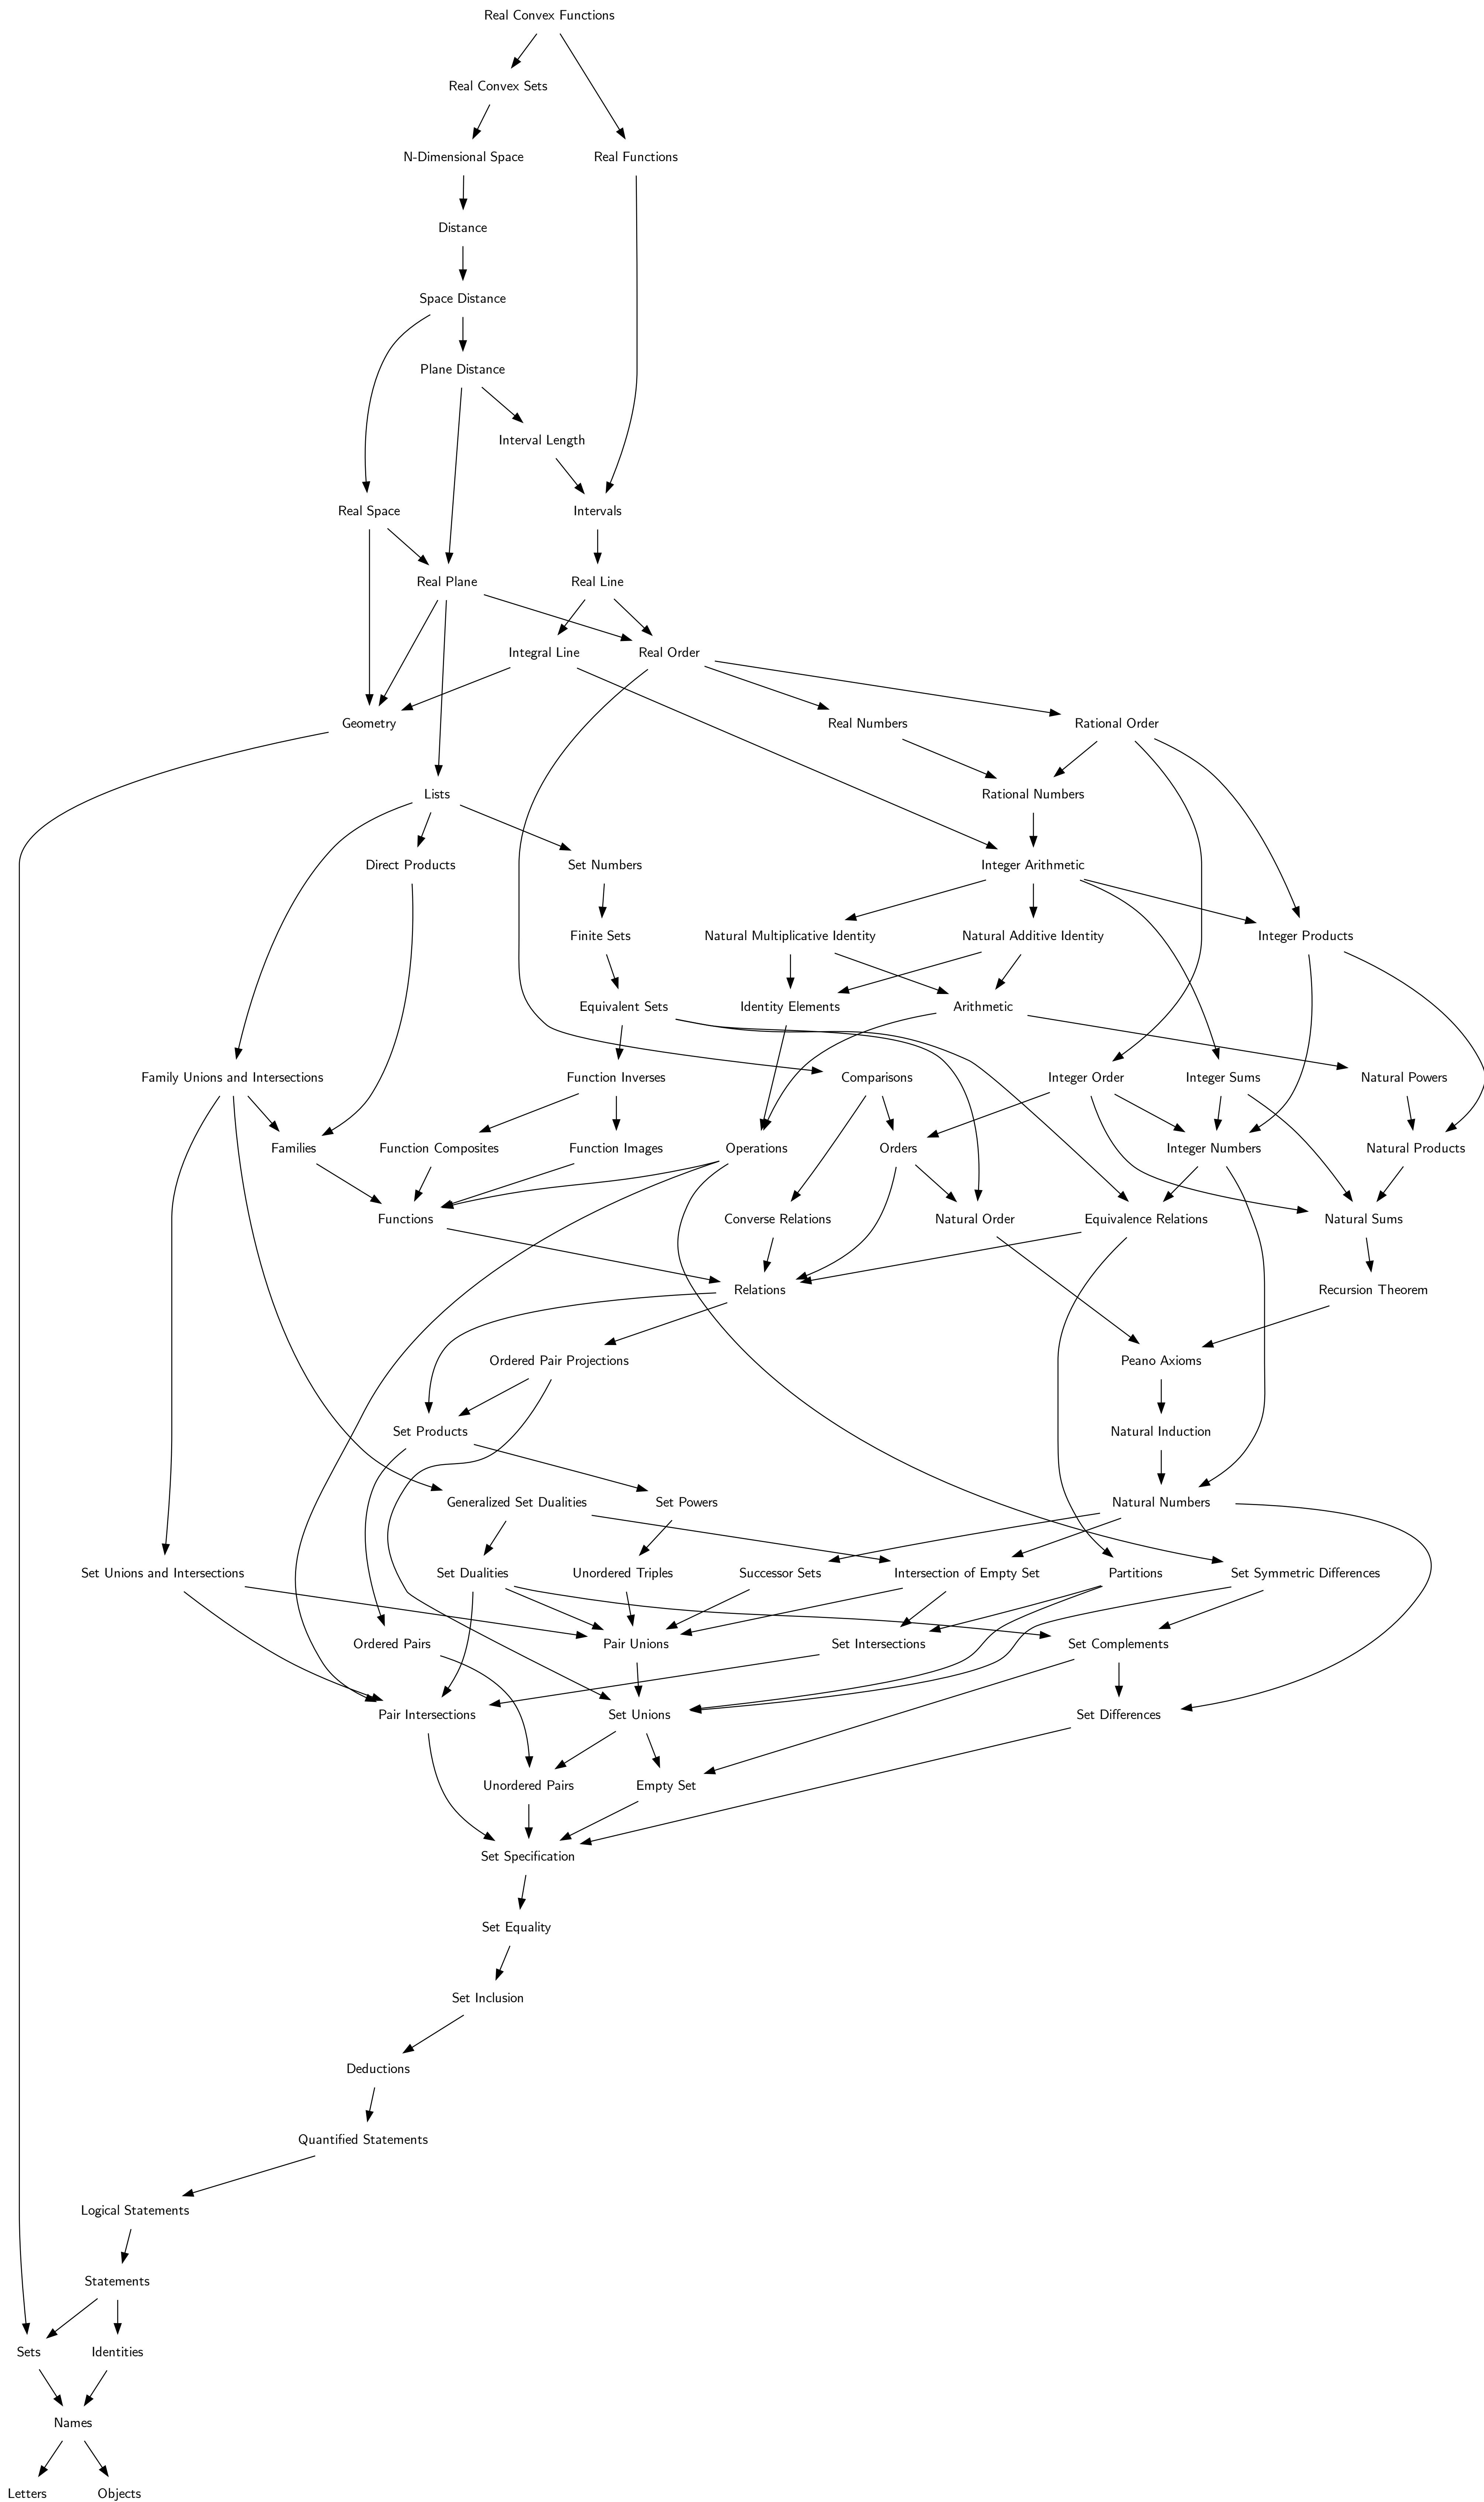 Real Convex Functions
Real Convex Sets
N-Dimensional Space
Real Functions
Distance
Space Distance
Plane Distance
Interval Length
Real Space
Intervals
Real Plane
Real Line
Integral Line
Real Order
Geometry
Real Numbers
Rational Order
Lists
Rational Numbers
Direct Products
Set Numbers
Integer Arithmetic
Finite Sets
Natural Multiplicative Identity
Natural Additive Identity
Integer Products
Equivalent Sets
Identity Elements
Arithmetic
Family Unions and Intersections
Function Inverses
Comparisons
Integer Order
Integer Sums
Natural Powers
Families
Function Composites
Function Images
Operations
Orders
Integer Numbers
Natural Products
Functions
Converse Relations
Natural Order
Equivalence Relations
Natural Sums
Relations
Recursion Theorem
Ordered Pair Projections
Peano Axioms
Set Products
Natural Induction
Generalized Set Dualities
Set Powers
Natural Numbers
Set Unions and Intersections
Set Dualities
Unordered Triples
Successor Sets
Intersection of Empty Set
Partitions
Set Symmetric Differences
Ordered Pairs
Pair Unions
Set Intersections
Set Complements
Pair Intersections
Set Unions
Set Differences
Unordered Pairs
Empty Set
Set Specification
Set Equality
Set Inclusion
Deductions
Quantified Statements
Logical Statements
Statements
Sets
Identities
Names
Letters
Objects